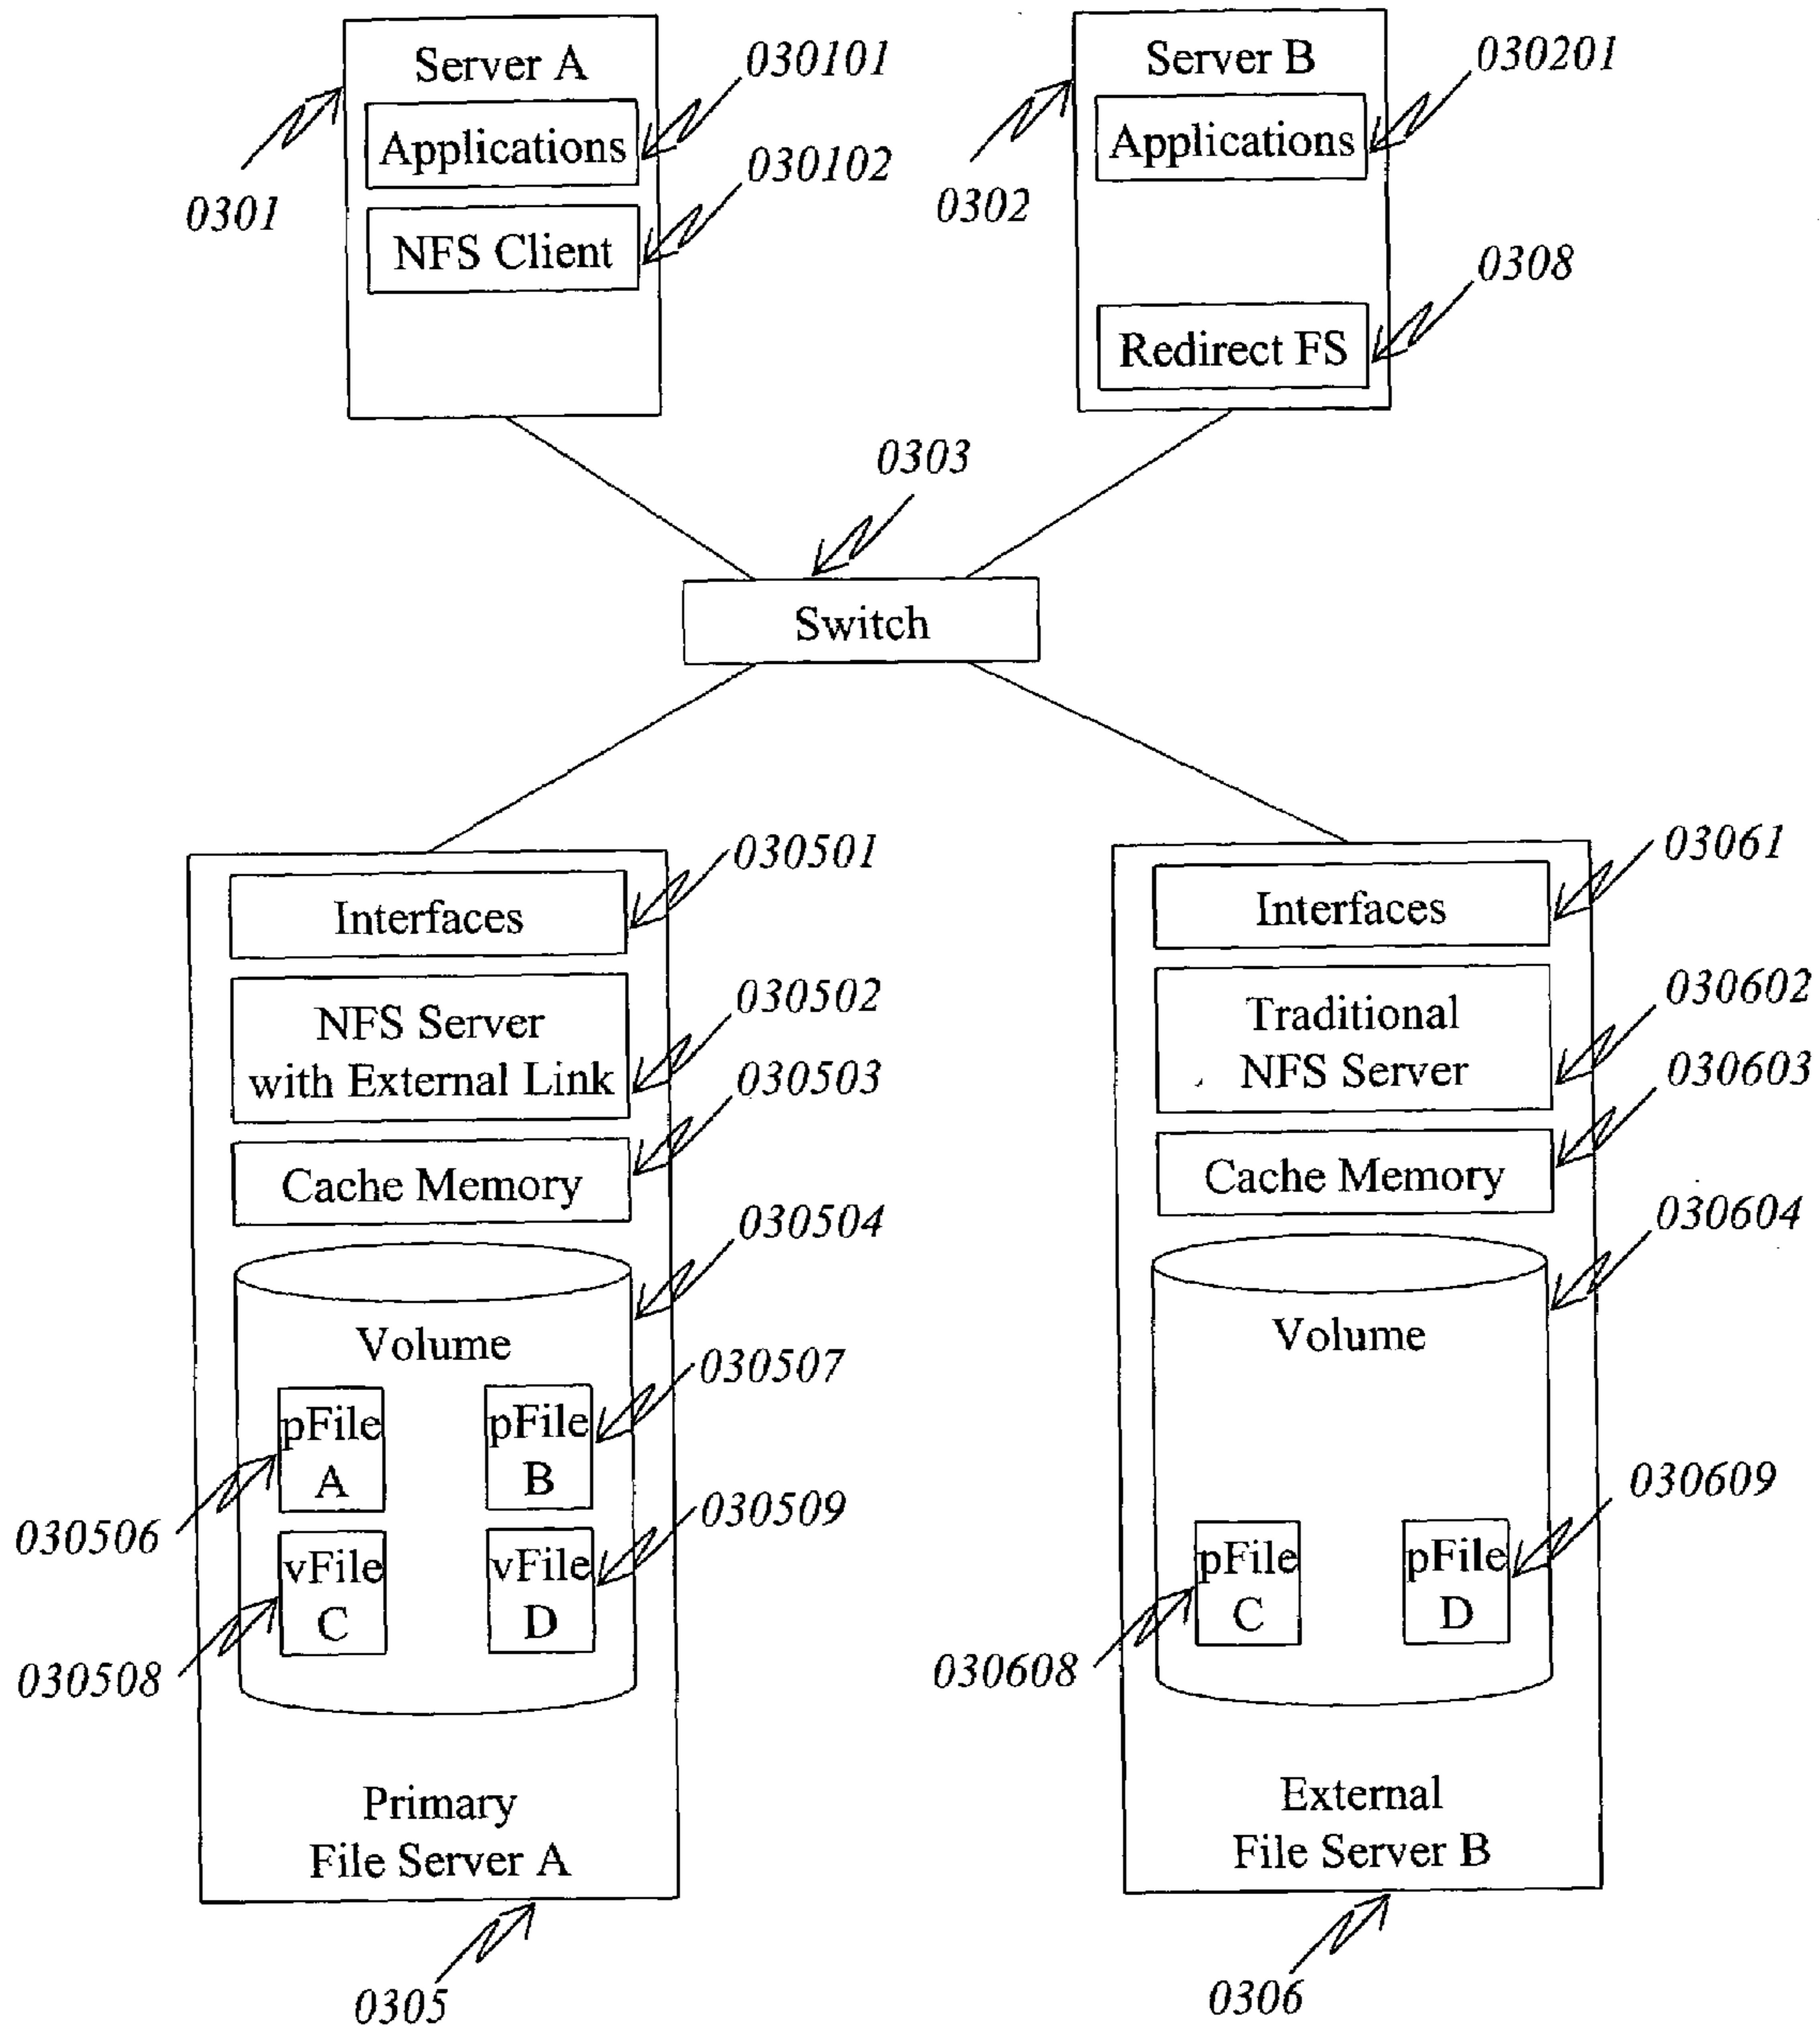 Server A
030101
Applications
030102
NFS Client
0301
Server B
030201
Applications
0302
0308
Redirect FS
0303
Switch
030501
Interfaces
030502
NFS Server
with External Link
030503
Cache Memory
030504
Volume
030507
pFile
A
pFile
B
030506
030509
vFile
C
vFile
D
030508
Primary
File Server A
0305
03061
Interfaces
030602
Traditional
NFS Server
030603
Cache Memory
030604
Volume
030609
pFile
C
pFile
D
030608
External
File Server B
0306